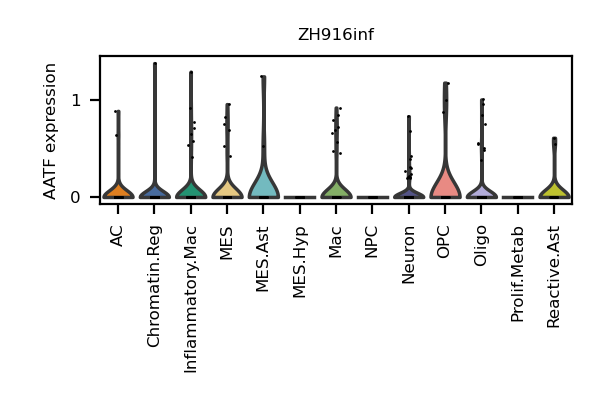 ZH916inf
AATF expression
1
0
AC
Chromatin.Reg
Inflammatory.Mac
MES
MES.Ast
MES.Hyp
Mac
NPC
Neuron
OPC
Oligo
Prolif.Metab
Reactive.Ast